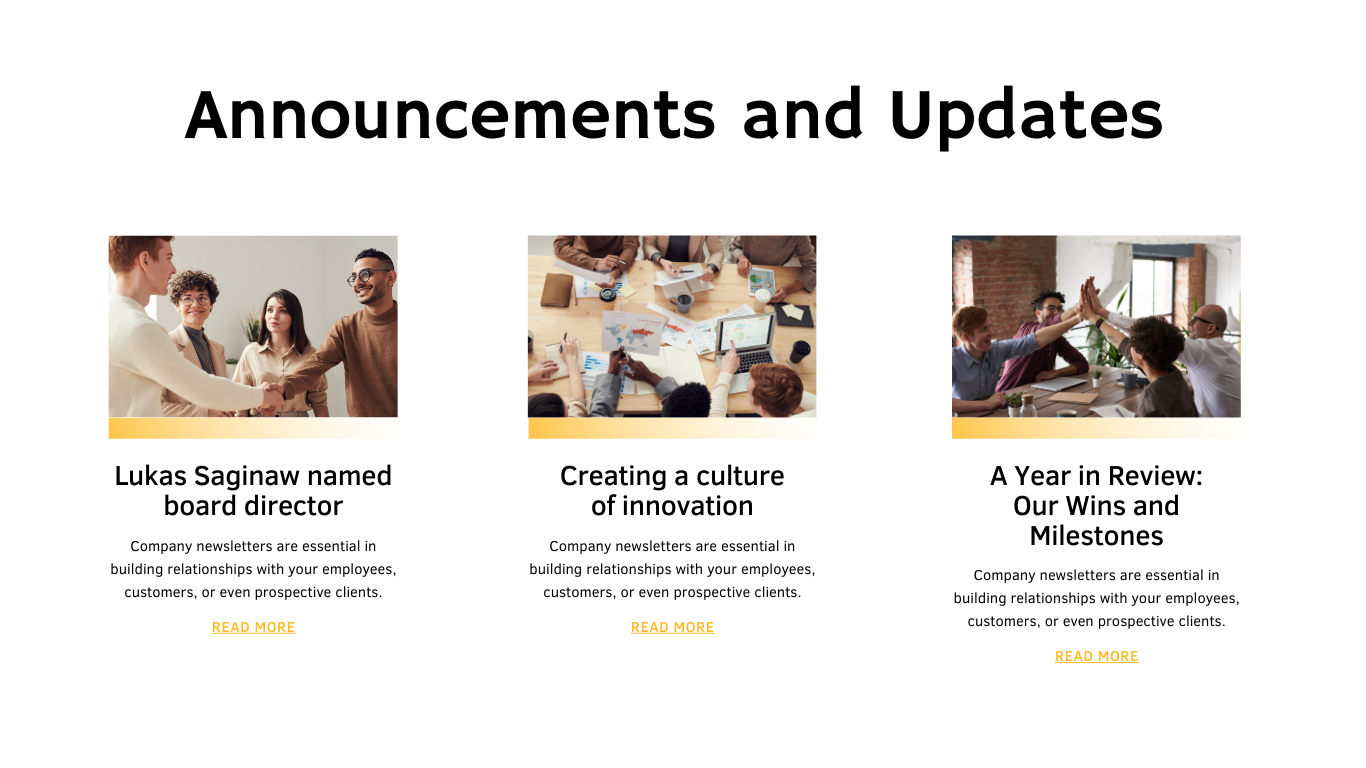 Announcements and Updates
Lukas Saginaw named
board director
Company newsletters are essential in
building relationships with your employees,
customers, or even prospective clients.
READ MORE
Creating a culture
of innovation
Company newsletters are essential in
building relationships with your employees,
customers, or even prospective clients.
READ MORE
A Year in Review:
Our Wins and
Milestones
Company newsletters are essential in
building relationships with your employees,
customers, or even prospective clients.
READ MORE